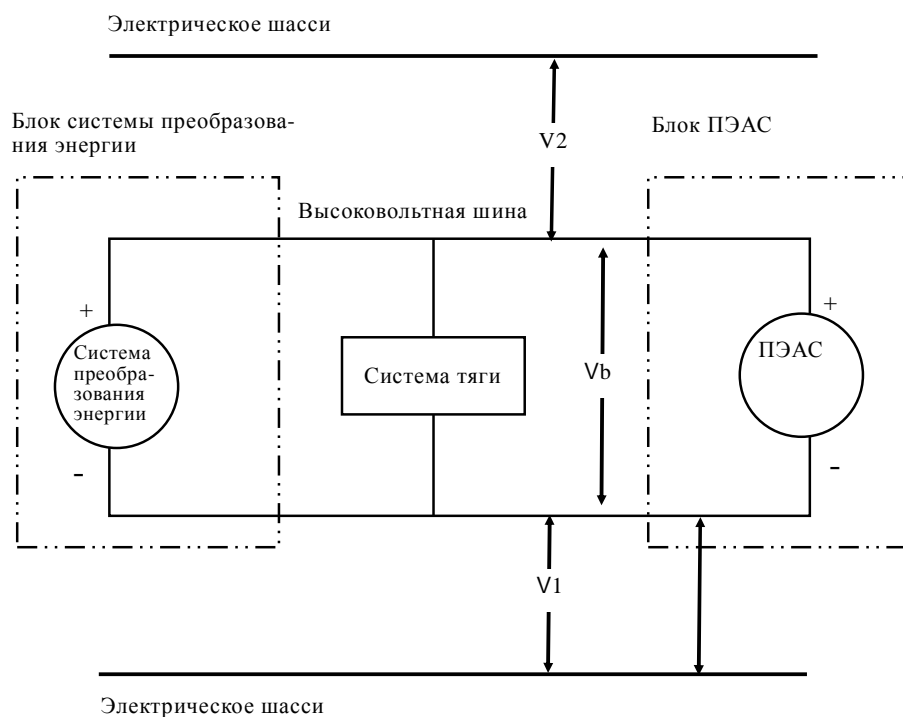 Электрическое шасси
Блок системы преобразова-
ния энергии
V2
Блок ПЭАС
Высоковольтная шина
+
Система
преобра-
зования
энергии
-
Система тяги
Vb
+
ПЭАС
-
V1
Электрическое шасси